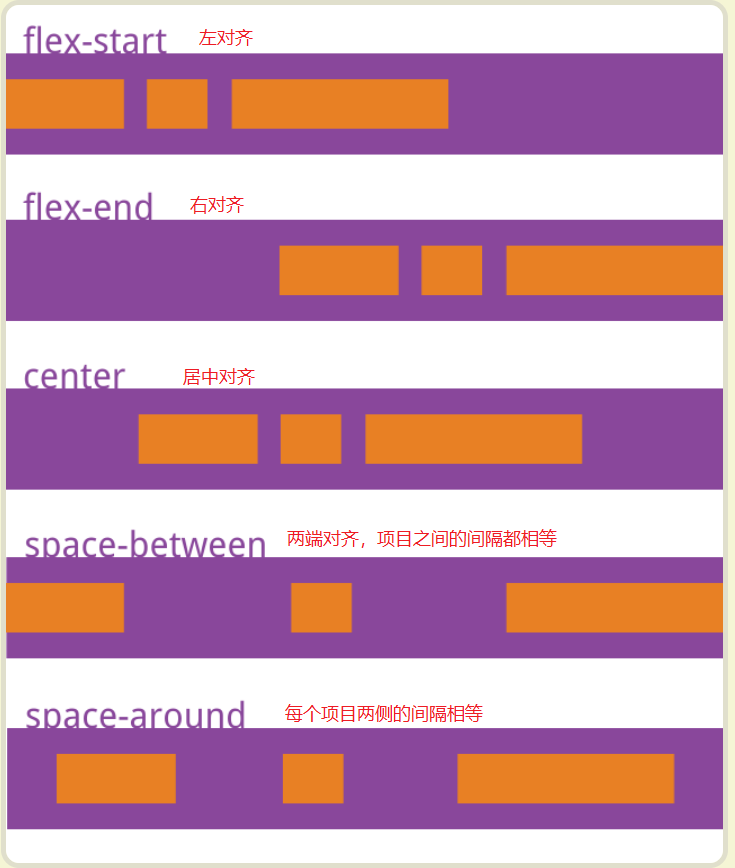 flex-start 左对齐
flex-end 右对齐
center 居中对齐
space-between 两端对齐，项目之间的间隔都相等
space-around 每个项目两侧的间隔相等